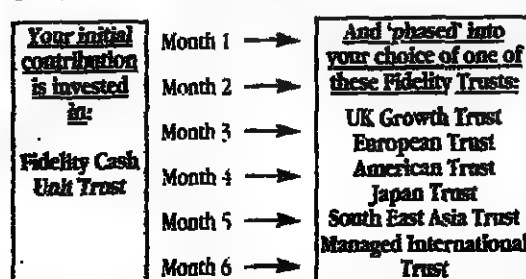 Your initial
contribution
is invested
in:
Fidelity Cash
Unit Trust
Month 1
Month 2
Month 3
Month 4
Month 5
Month 6
And 'phased' into
your choice of one of
these Fidelity Trusts:
UK Growth Trust
European Trust
American Trust
Japan Trust
South East Asia Trust
Managed International
Trust